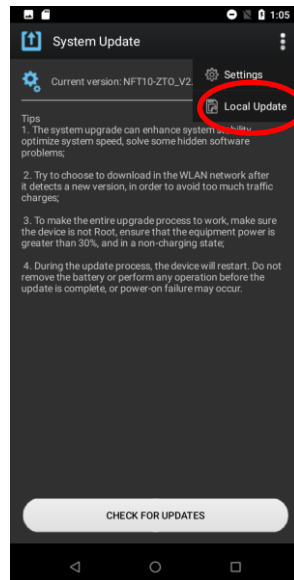 1:05
System Update
Settings
Current version: NFT10-ZTO_V2.
Local Update
Tips
1. The system upgrade can enhance system stability,
optimize system speed, solve some hidden software
problems;
2. Try to choose to download in the WLAN network after
it detects a new version, in order to avoid too much traffic
charges;
3. To make the entire upgrade process to work, make sure
the device is not Root, ensure that the equipment power is
greater than 30%, and in a non-charging
state;
4. During the update process, the device will restart. Do not
remove the battery or perform any operation before the
update is complete, or power-on failure may occur.
CHECK FOR UPDATES